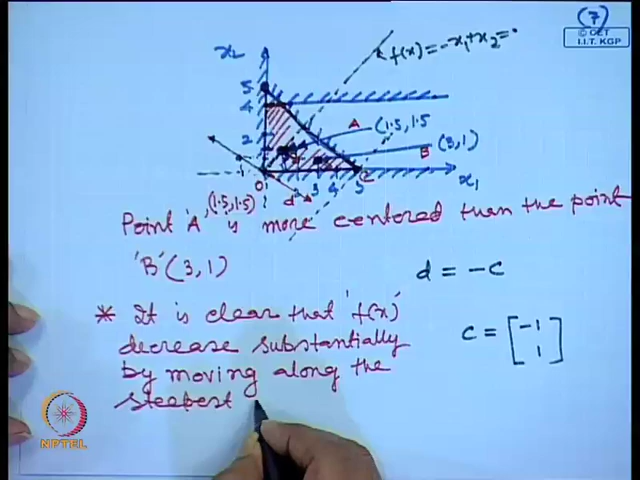 7
© CET
I.I.T. KGP
x₂
f(x) = -x₁+x₂ =
5
4
2
A
(1.5, 1.5
B
(3,1)
0
1
d
2
3
4
5
C
x₁
Point 'A' (1.5, 1.5) is more centered than the point
'B' (3,1)
d = -c
* It is clear that 'f(x)'
decrease substantially
by moving along the
steepest
c = [-1
1]
NPTEL